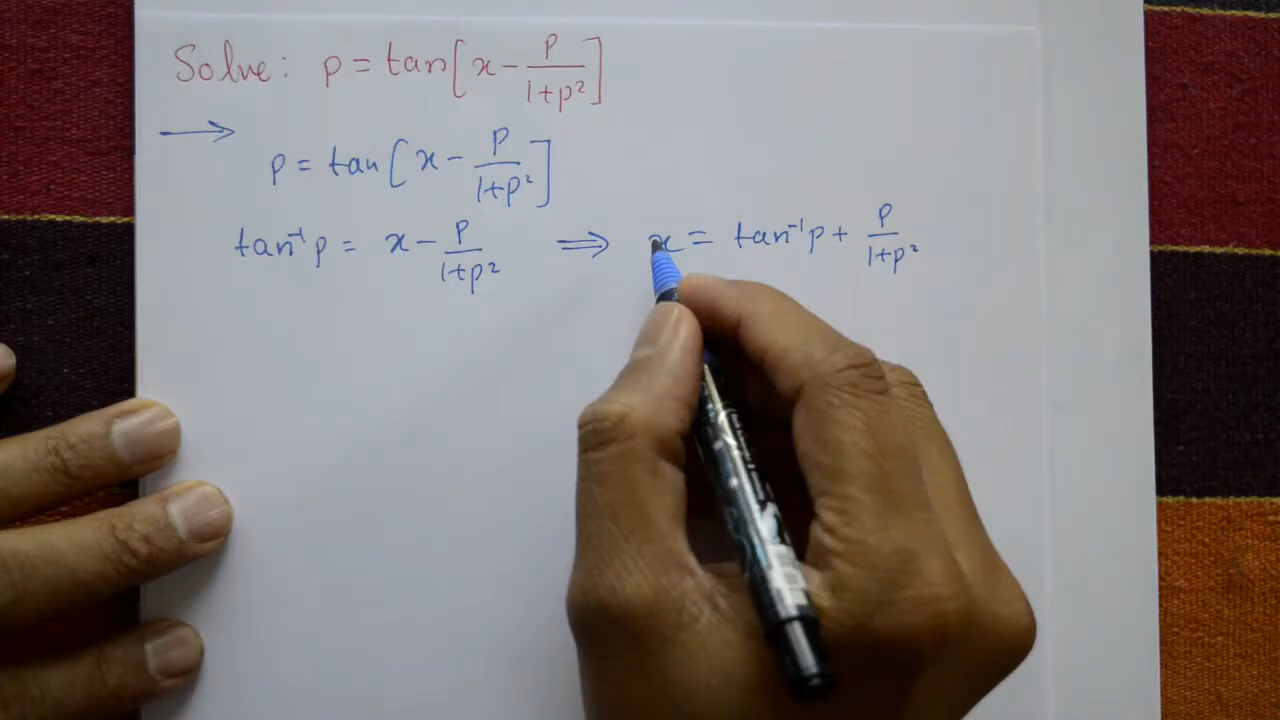 Solve: p = tan[x - p/(1+p²)]
⟶
p = tan[x - p/(1+p²)]
tan⁻¹p = x - p/(1+p²) ⟹ x = tan⁻¹p + p/(1+p²)